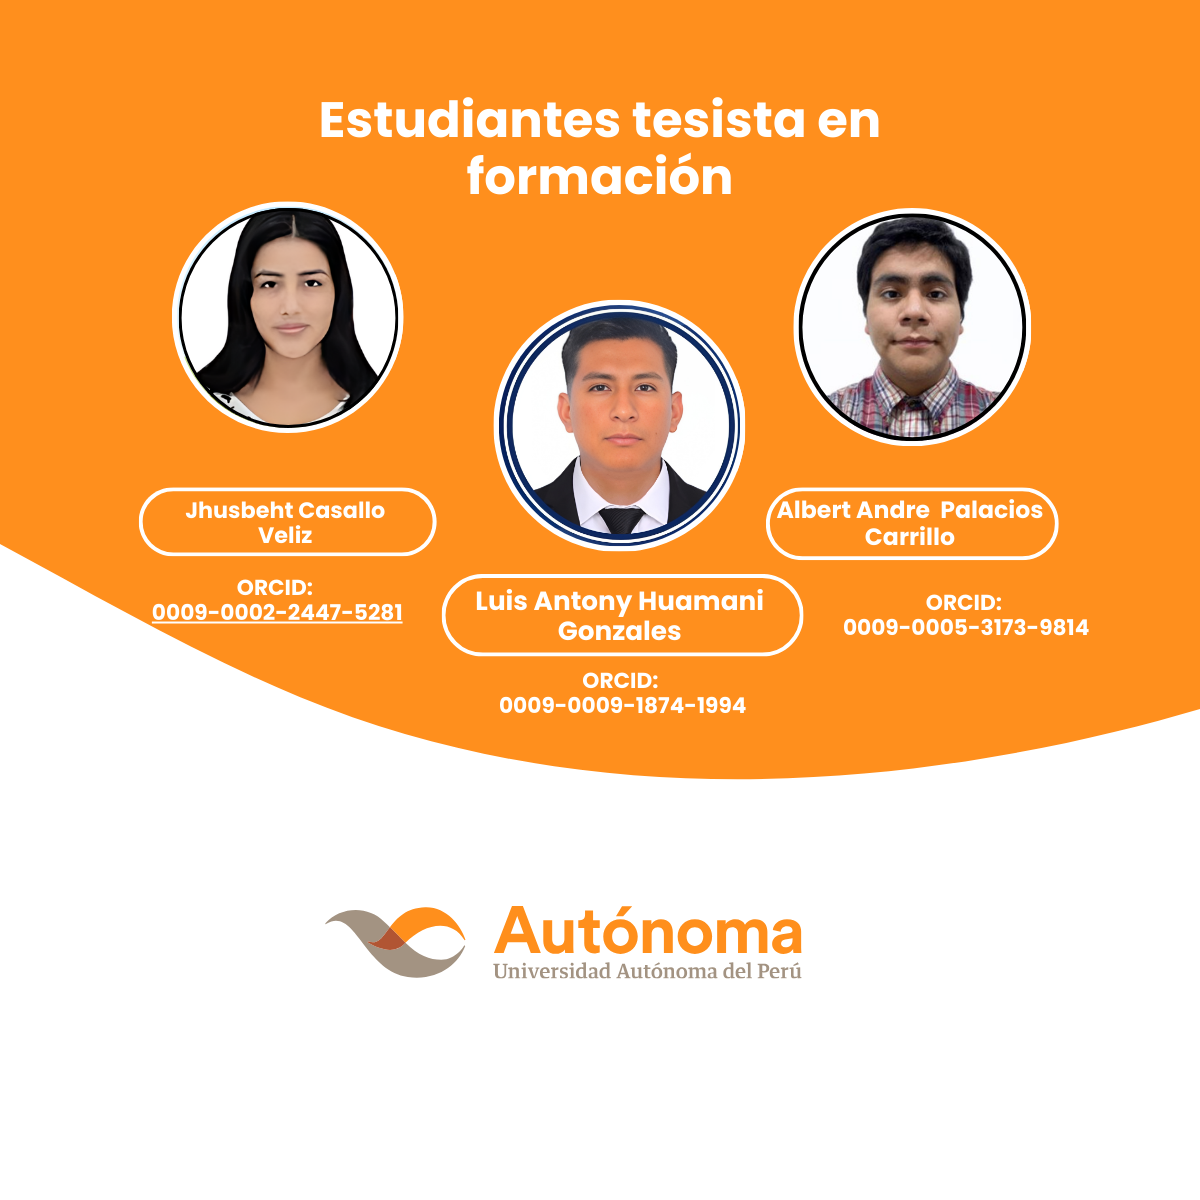 Estudiantes tesista en
formación
Jhusbeht Casallo
Veliz
ORCID:
0009-0002-2447-5281
Luis Antony Huamani
Gonzales
ORCID:
0009-0009-1874-1994
Albert Andre  Palacios
Carrillo
ORCID:
0009-0005-3173-9814
Autónoma
Universidad Autónoma del Perú